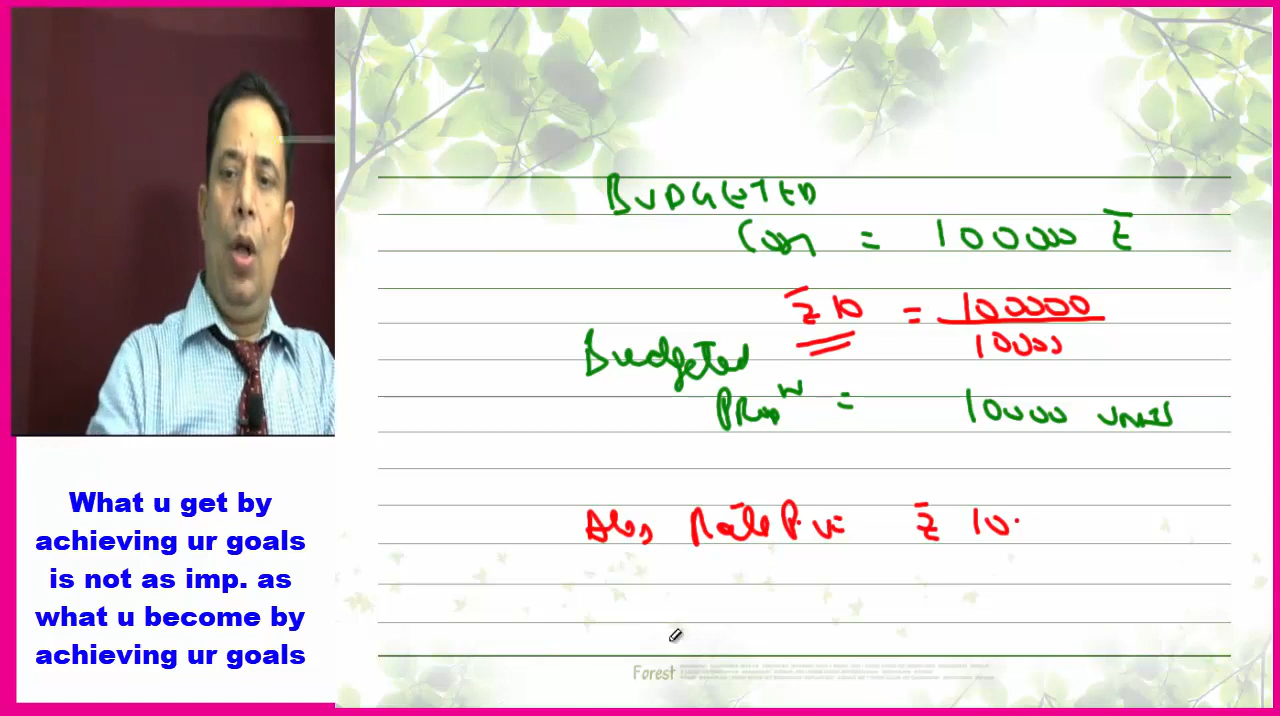 BUDGETED
Cost = 100000 ₹
₹ 10 = 100000
10000
Budgeted
Prodn = 10000 units
Abs Rate P.U = ₹ 10.
What u get by
achieving ur goals
is not as imp. as
what u become by
achieving ur goals
Forest